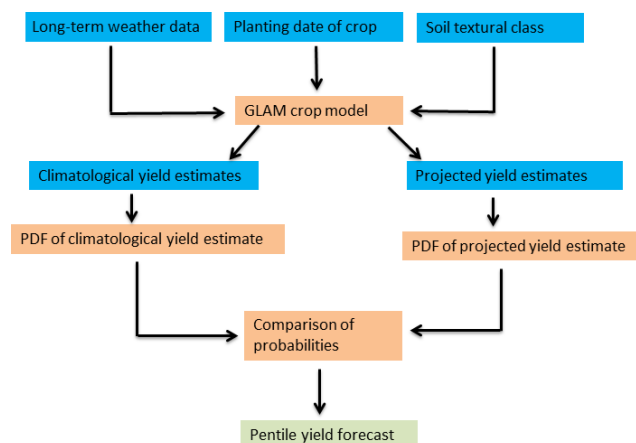 Long-term weather data
Planting date of crop
Soil textural class
GLAM crop model
Climatological yield estimates
Projected yield estimates
PDF of climatological yield estimate
PDF of projected yield estimate
Comparison of
probabilities
Pentile yield forecast